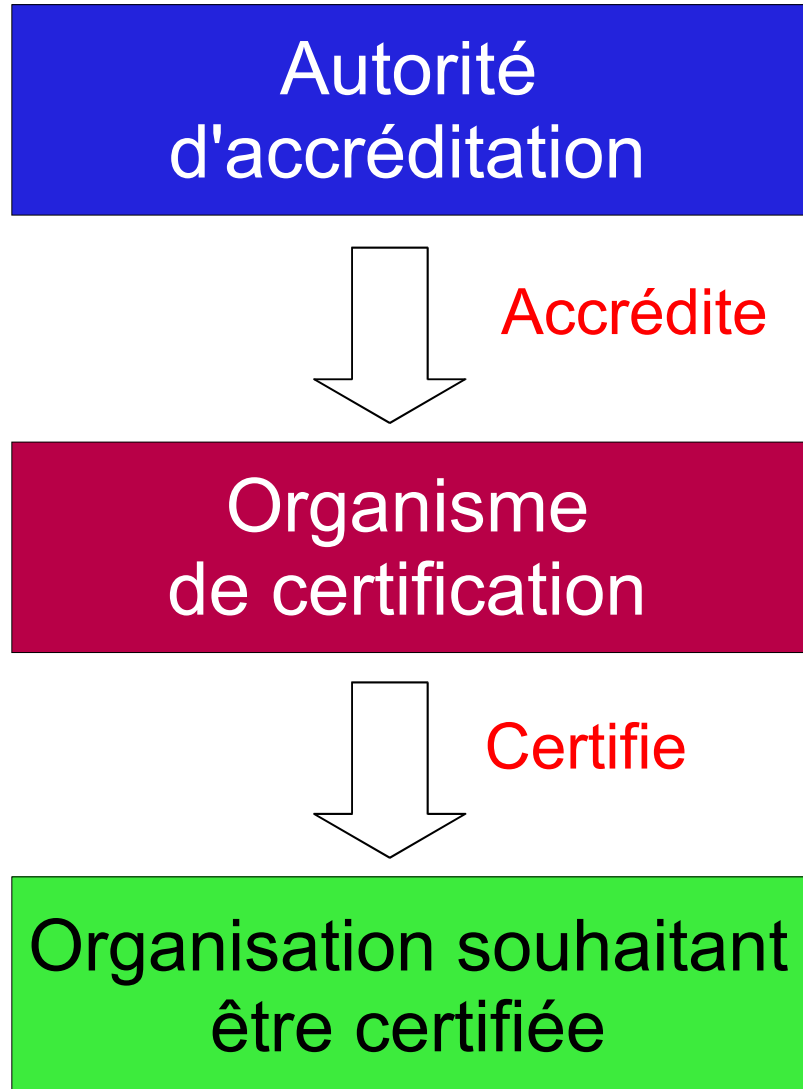 Autorité
d'accréditation
Accrédite
Organisme
de certification
Certifie
Organisation souhaitant
être certifiée